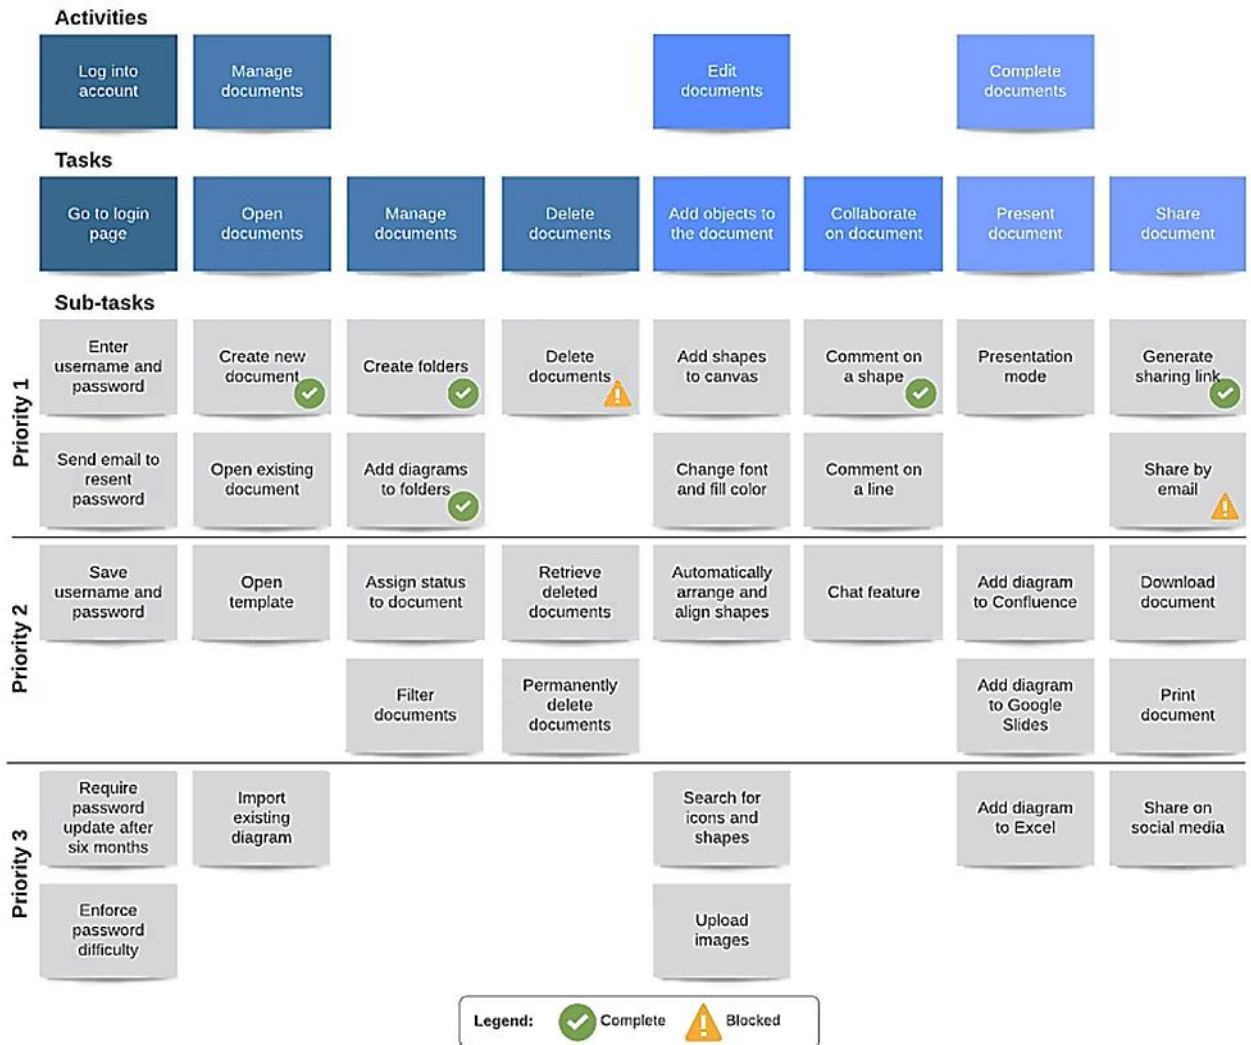 Activities
Log into
account
Manage
documents
Edit
documents
Complete
documents
Tasks
Go to login
page
Open
documents
Manage
documents
Delete
documents
Add objects to
the document
Collaborate
on document
Present
document
Share
document
Sub-tasks
Priority 1
Enter
username and
password
Create new
document
Create folders
Delete
documents
Add shapes
to canvas
Comment on
a shape
Presentation
mode
Generate
sharing link
Send email to
resent
password
Open existing
document
Add diagrams
to folders
Change font
and fill color
Comment on
a line
Share by
email
Priority 2
Save
username and
password
Open
template
Assign status
to document
Retrieve
deleted
documents
Automatically
arrange and
align shapes
Chat feature
Add diagram
to Confluence
Download
document
Filter
documents
Permanently
delete
documents
Add diagram
to Google
Slides
Print
document
Priority 3
Require
password
update after
six months
Import
existing
diagram
Search for
icons and
shapes
Add diagram
to Excel
Share on
social media
Enforce
password
difficulty
Upload
images
Legend:
Complete
Blocked